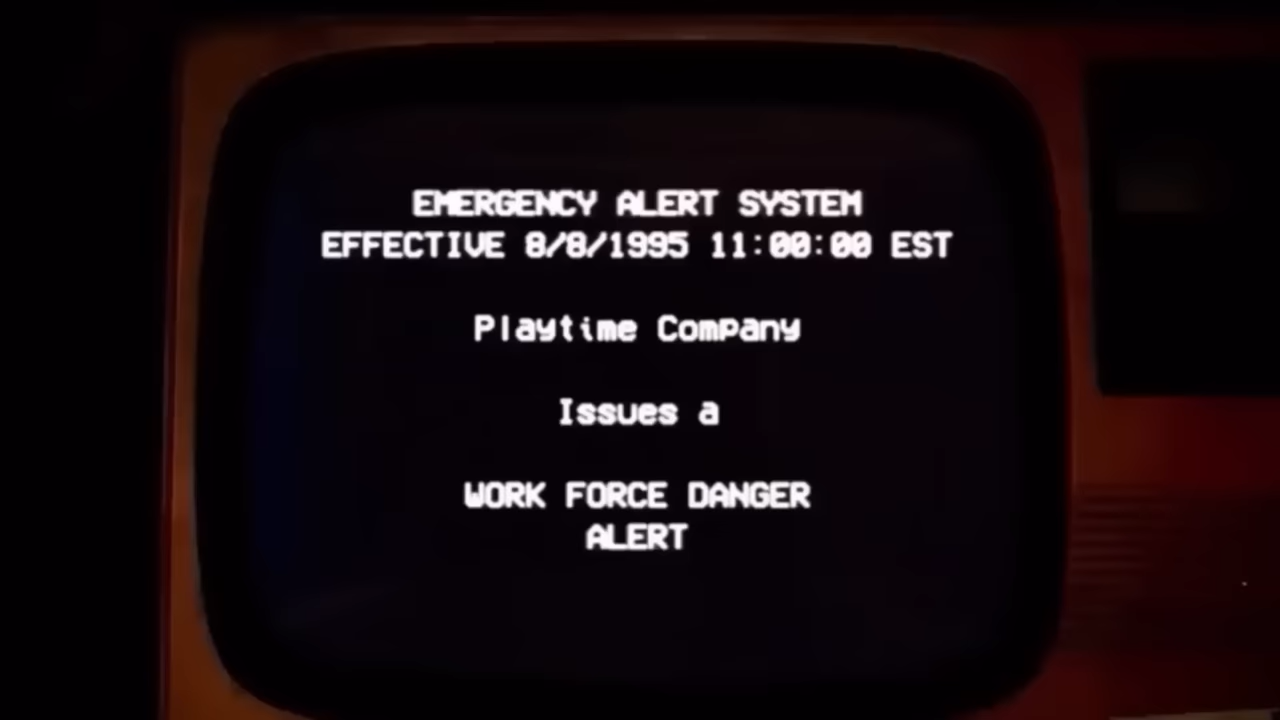 EMERGENCY ALERT SYSTEM
EFFECTIVE 8/8/1995 11:00:00 EST
Playtime Company
Issues a
WORK FORCE DANGER
ALERT